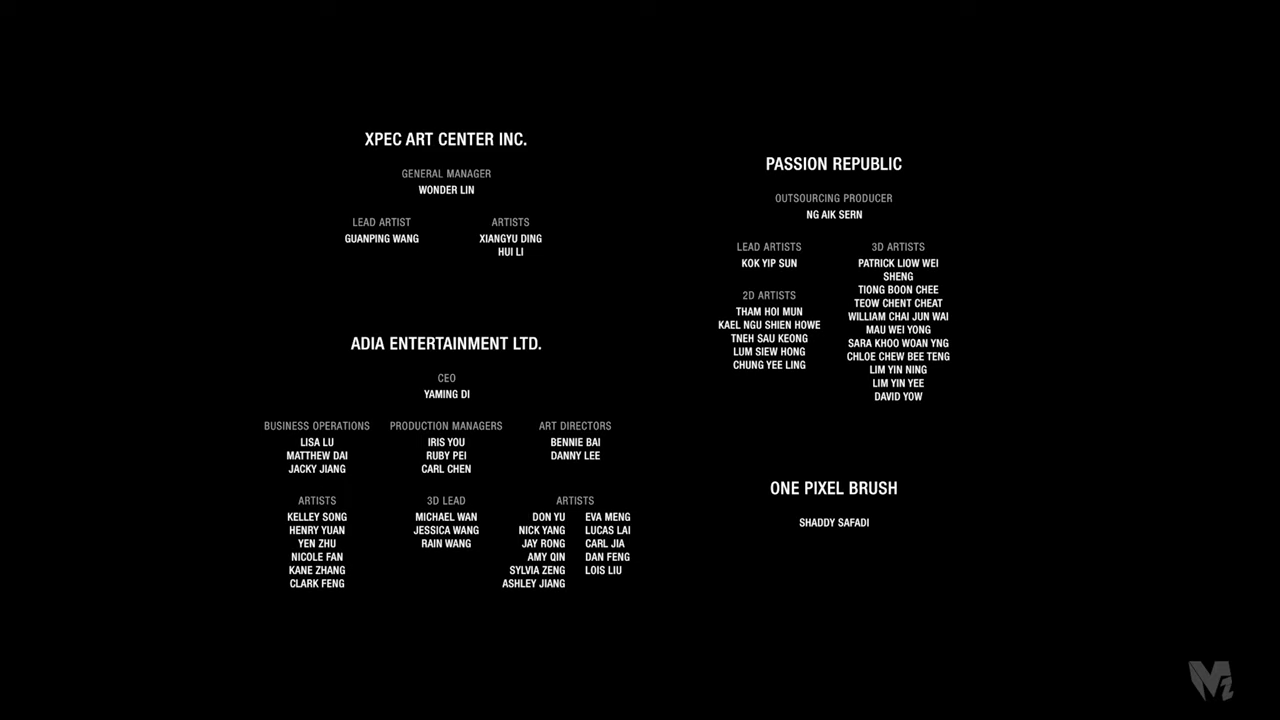 XPEC ART CENTER INC.
GENERAL MANAGER
WONDER LIN
LEAD ARTIST
GUANPING WANG
ARTISTS
XIANGYU DING
HUI LI
ADIA ENTERTAINMENT LTD.
CEO
YAMING DI
BUSINESS OPERATIONS
LISA LU
MATTHEW DAI
JACKY JIANG
PRODUCTION MANAGERS
IRIS YOU
RUBY PEI
CARL CHEN
ART DIRECTORS
BENNIE BAI
DANNY LEE
ARTISTS
KELLEY SONG
HENRY YUAN
YEN ZHU
NICOLE FAN
KANE ZHANG
CLARK FENG
3D LEAD
MICHAEL WAN
JESSICA WANG
RAIN WANG
ARTISTS
DON YU
NICK YANG
JAY RONG
AMY QIN
SYLVIA ZENG
ASHLEY JIANG
EVA MENG
LUCAS LAI
CARL JIA
DAN FENG
LOIS LIU
PASSION REPUBLIC
OUTSOURCING PRODUCER
NG AIK SERN
LEAD ARTISTS
KOK YIP SUN
2D ARTISTS
THAM HOI MUN
KAEL NGU SHIEN HOWE
TNEH SAU KEONG
LUM SIEW HONG
CHUNG YEE LING
3D ARTISTS
PATRICK LIOW WEI
SHENG
TIONG BOON CHEE
TEOW CHENT CHEAT
WILLIAM CHAI JUN WAI
MAU WEI YONG
SARA KHOO WOAN YNG
CHLOE CHEW BEE TENG
LIM YIN NING
LIM YIN YEE
DAVID YOW
ONE PIXEL BRUSH
SHADDY SAFADI